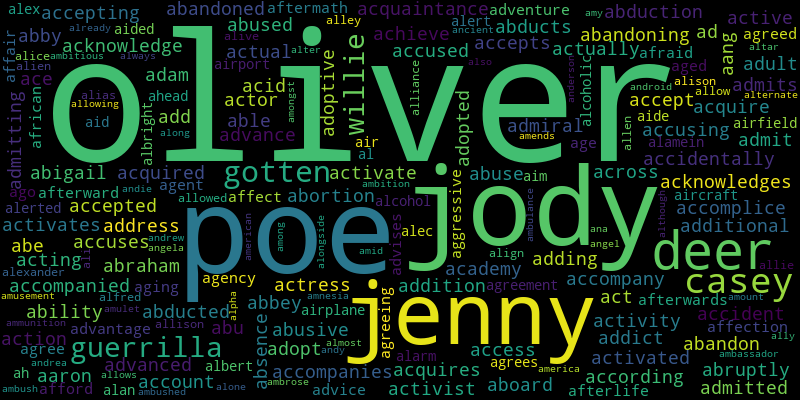 alex accepting abandoned aftermath acquaintance adventure alert abduction active
affair abby aided abused alley achieve abducts amy agreed
already acknowledge actual alive accused accepts alter ancient abandoning ad adult
alice ambitious always adoptive willie alliance actually afraid aang altar
alien ace adam airport acid actor alcoholic anderson aged alison admits
african alias ahead amongst accept allow alternate
admitting allowing albright add able admiral android acquire
aid along advance air al amends age allen aide alamein accusing airfield admit
oliver
abigail acquired gotten activate adopted abuse aim across accidentally
ago afterward andie agent allowed affect abortion ambition alcohol aggressive ambulance acknowledges
alerted accepted andrew american among alongside advises alec ana angel aircraft although accomplice
activates address angela amid align additional
poe jody deer
abe accuses ala acting abraham agency academy adding allie
alexander accompanied aging actress addition agreement accompany casey
amusement alfred alpha amnesia jenny act afterwards amount
ability amulet abbey airplane agreeing activity accident
ammunition advantage allison abu abusive almost addict affection ally
action agree guerrilla absence adopt andy alarm access activated abandon ambassador
andrea advanced albert accompanies agrees america according abruptly
ah aaron allows account ambrose acquires aboard
ambush afford alan ambushed alone advice activist afterlife admitted
also